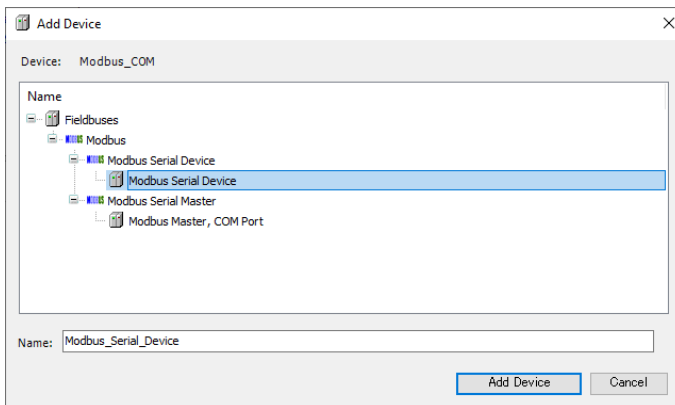 Add Device
Device: Modbus_COM
Name
Fieldbuses
Modbus
Modbus Serial Device
Modbus Serial Device
Modbus Serial Master
Modbus Master, COM Port
Name: Modbus_Serial_Device
Add Device Cancel